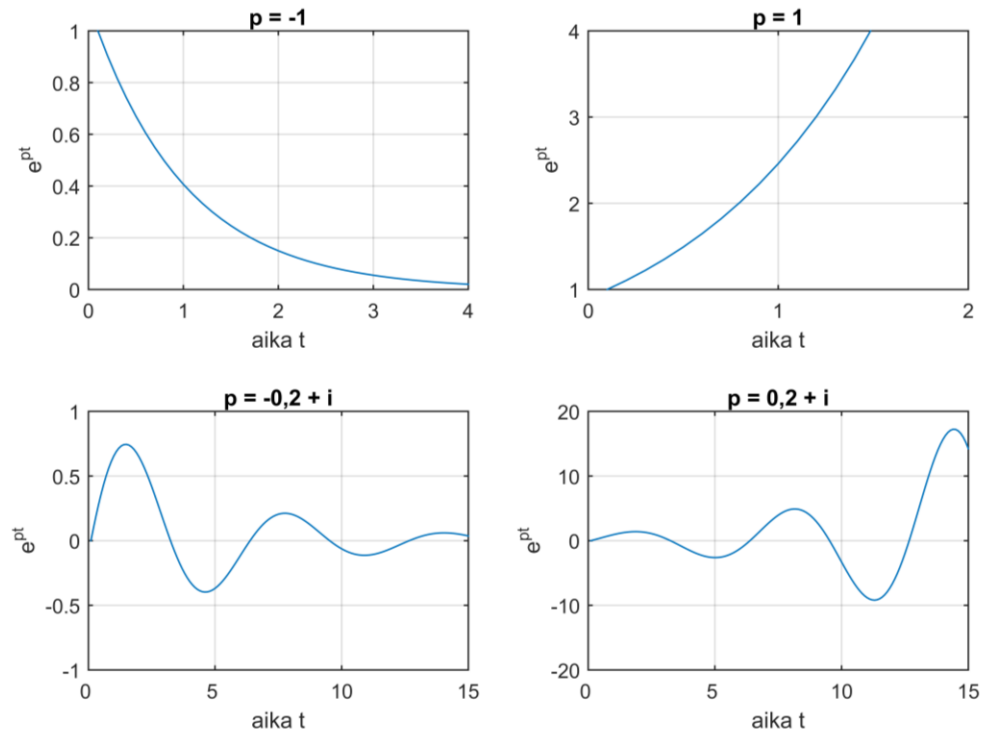 p = -1
1
0.8
0.6
0.4
0.2
0
e^pt
0 1 2 3 4
aika t
p = 1
4
3
2
1
e^pt
0 1 2
aika t
p = -0,2 + i
1
0.5
0
-0.5
-1
e^pt
0 5 10 15
aika t
p = 0,2 + i
20
10
0
-10
-20
e^pt
0 5 10 15
aika t